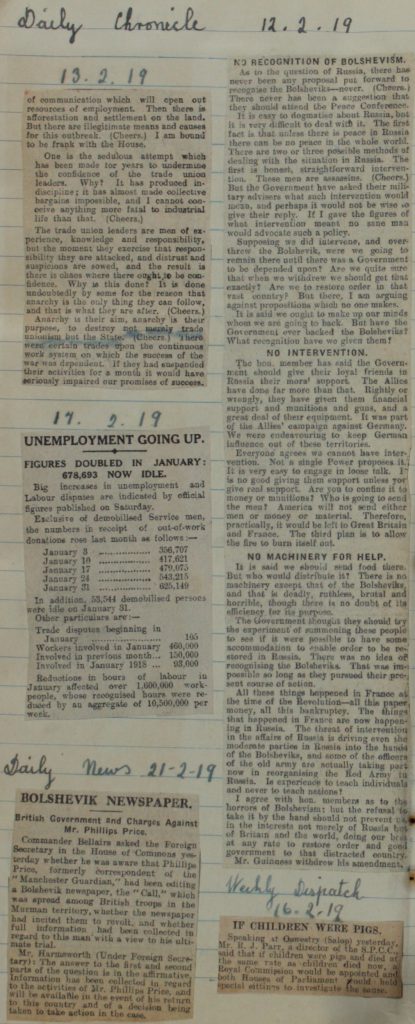 Daily Chronicle 12.2.19
13.2.19
of communication which will open out
resources of employment. Then there is
afforestation and settlement on the land.
But there are illegitimate means and causes
for this outbreak. (Cheers.) I am bound
to be frank with the House.
One is the sedulous attempt which
has been made for years to undermine
the confidence of the trade union
leaders. Why? It has produced in-
discipline; it has almost made collective
bargains impossible, and I cannot con-
ceive anything more fatal to industrial
life than that. (Cheers.)
The trade union leaders are men of ex-
perience, knowledge and responsibility,
but the moment they exercise that respon-
sibility they are attacked, and distrust and
suspicions are sowed, and the result is
there is chaos where there ought to be con-
fidence. Why is this done? It is done
undoubtedly by some for the reason that
anarchy is the only thing they can follow,
and that is what they are after. (Cheers.)
Anarchy is their aim, anarchy is their
purpose, to destroy not merely trade
unionism but the State. (Cheers.) There
were certain trades upon the continuous
work system on which the success of the
war was dependent. If they had suspended
their activities for a month it would have
seriously impaired our promises of success.
17.2.19
UNEMPLOYMENT GOING UP.
FIGURES DOUBLED IN JANUARY:
678,693 NOW IDLE.
Big increases in unemployment and
Labour disputes are indicated by official
figures published on Saturday.
Exclusive of demobilised Service men,
the numbers in receipt of out-of-work
donations rose last month as follows:—
January 3 ............... 356,707
January 10 ............... 417,621
January 17 ............... 479,075
January 24 ............... 543,215
January 31 ............... 625,149
In addition, 53,544 demobilised persons
were idle on January 31.
Other particulars are:—
Trade disputes beginning in
January ............... 105
Workers involved in January 460,000
Involved in previous month... 150,000
Involved in January 1918 ... 93,000
Reductions in hours of labour in
January affected over 1,000,000 work-
people, whose recognised hours were re-
duced by an aggregate of 10,500,000 per
week.
Daily News 21-2-19
BOLSHEVIK NEWSPAPER.
British Government and Charges Against
Mr. Phillips Price.
Commander Bellairs asked the Foreign
Secretary in the House of Commons yes-
terday whether he was aware that Phillips
Price, formerly correspondent of the
"Manchester Guardian," had been editing
a Bolshevik newspaper, the "Call," which
was spread among British troops in the
Murman territory, whether the newspaper
had incited them to revolt, and whether
full information had been collected in
regard to this man with a view to his ulti-
mate trial.
Mr. Harmsworth (Under Foreign Secre-
tary): The answer to the first and second
parts of the question is in the affirmative.
Information has been collected in regard
to the activities of Mr. Phillips Price, and
will be available in the event of his return
to this country and of a decision being
taken to take action in the case.
NO RECOGNITION OF BOLSHEVISM.
As to the question of Russia, there has
never been any proposal put forward to
recognise the Bolsheviks—never. (Cheers.)
There never has been a suggestion that
they should attend the Peace Conference.
It is easy to dogmatise about Russia, but
it is very difficult to deal with it. The first
fact is that unless there is peace in Russia
there can be no peace in the whole world.
There are two or three possible methods of
dealing with the situation in Russia. The
first is honest, straightforward interven-
tion. These men are assassins. (Cheers.)
But the Government have asked their mili-
tary advisers what such intervention would
mean, and perhaps it would not be wise to
give their reply. If I gave the figures of
what intervention meant no sane man
would advocate such a policy.
Supposing we did intervene, and over-
threw the Bolshevik, were we going to
remain there until there was a Government
to be depended upon? Are we quite sure
that when we withdrew we should get that
exactly? Are we to restore order in that
vast country? But there, I am arguing
against propositions which no one makes.
It is said we ought to make up our minds
whom we are going to back. But have the
Government ever backed the Bolsheviks?
What recognition have we given them?
NO INTERVENTION.
The hon. member has said the Govern-
ment should give their loyal friends in
Russia their moral support. The Allies
have done far more than that. Rightly or
wrongly, they have given them financial
support and munitions and guns, and a
great deal of their equipment. It was part
of the Allies' campaign against Germany.
We were endeavouring to keep German
influence out of these territories.
Everyone agrees we cannot have inter-
vention. Not a single Power proposes it.
It is very easy to engage in loose talk. It
is no good giving them support unless you
give real support. Are you to confine it to
money or munitions? Who is going to send
the men? America will not send either
men or money or material. Therefore,
practically, it would be left to Great Britain
and France. The third plan is to allow
the fire to burn itself out.
NO MACHINERY FOR HELP.
It is said we should send food there.
But who would distribute it? There is no
machinery except that of the Bolsheviks,
and that is deadly, ruthless, brutal and
horrible, though there is no doubt of its
efficiency for its purpose.
The Government thought they should try
the experiment of summoning these people
to see if it were possible to have some
accommodation to enable order to be re-
stored in Russia. There was no idea of
recognising the Bolsheviks. That was im-
possible so long as they pursued their pre-
sent course of action.
All these things happened in France at
the time of the Revolution—all this paper
money, all this bankruptcy. The things
that happened in France are now happen-
ing in Russia. The threat of intervention
in the affairs of Russia is driving even the
moderate parties in Russia into the hands
of the Bolsheviks, and some of the officers
of the old army are actually taking part
now in reorganising the Red Army in
Russia. Is experience to teach individuals
and never to teach nations?
I agree with hon. members as to the
horrors of Bolshevism; but the refusal to
take it by the hand should not prevent us
in the interest not merely of Russia but
of Britain and the world, doing our best
at any rate to restore order and good
government to that distracted country.
Mr. Guinness withdrew his amendment.
Weekly Dispatch
16-2-19
IF CHILDREN WERE PIGS.
Speaking at Oswestry (Salop) yesterday,
Mr. R. J. Parr, a director of the S.P.C.C.,
said that if children were pigs and died at
the same rate as children died now, a
Royal Commission would be appointed and
both Houses of Parliament would hold
special sittings to investigate the cause.